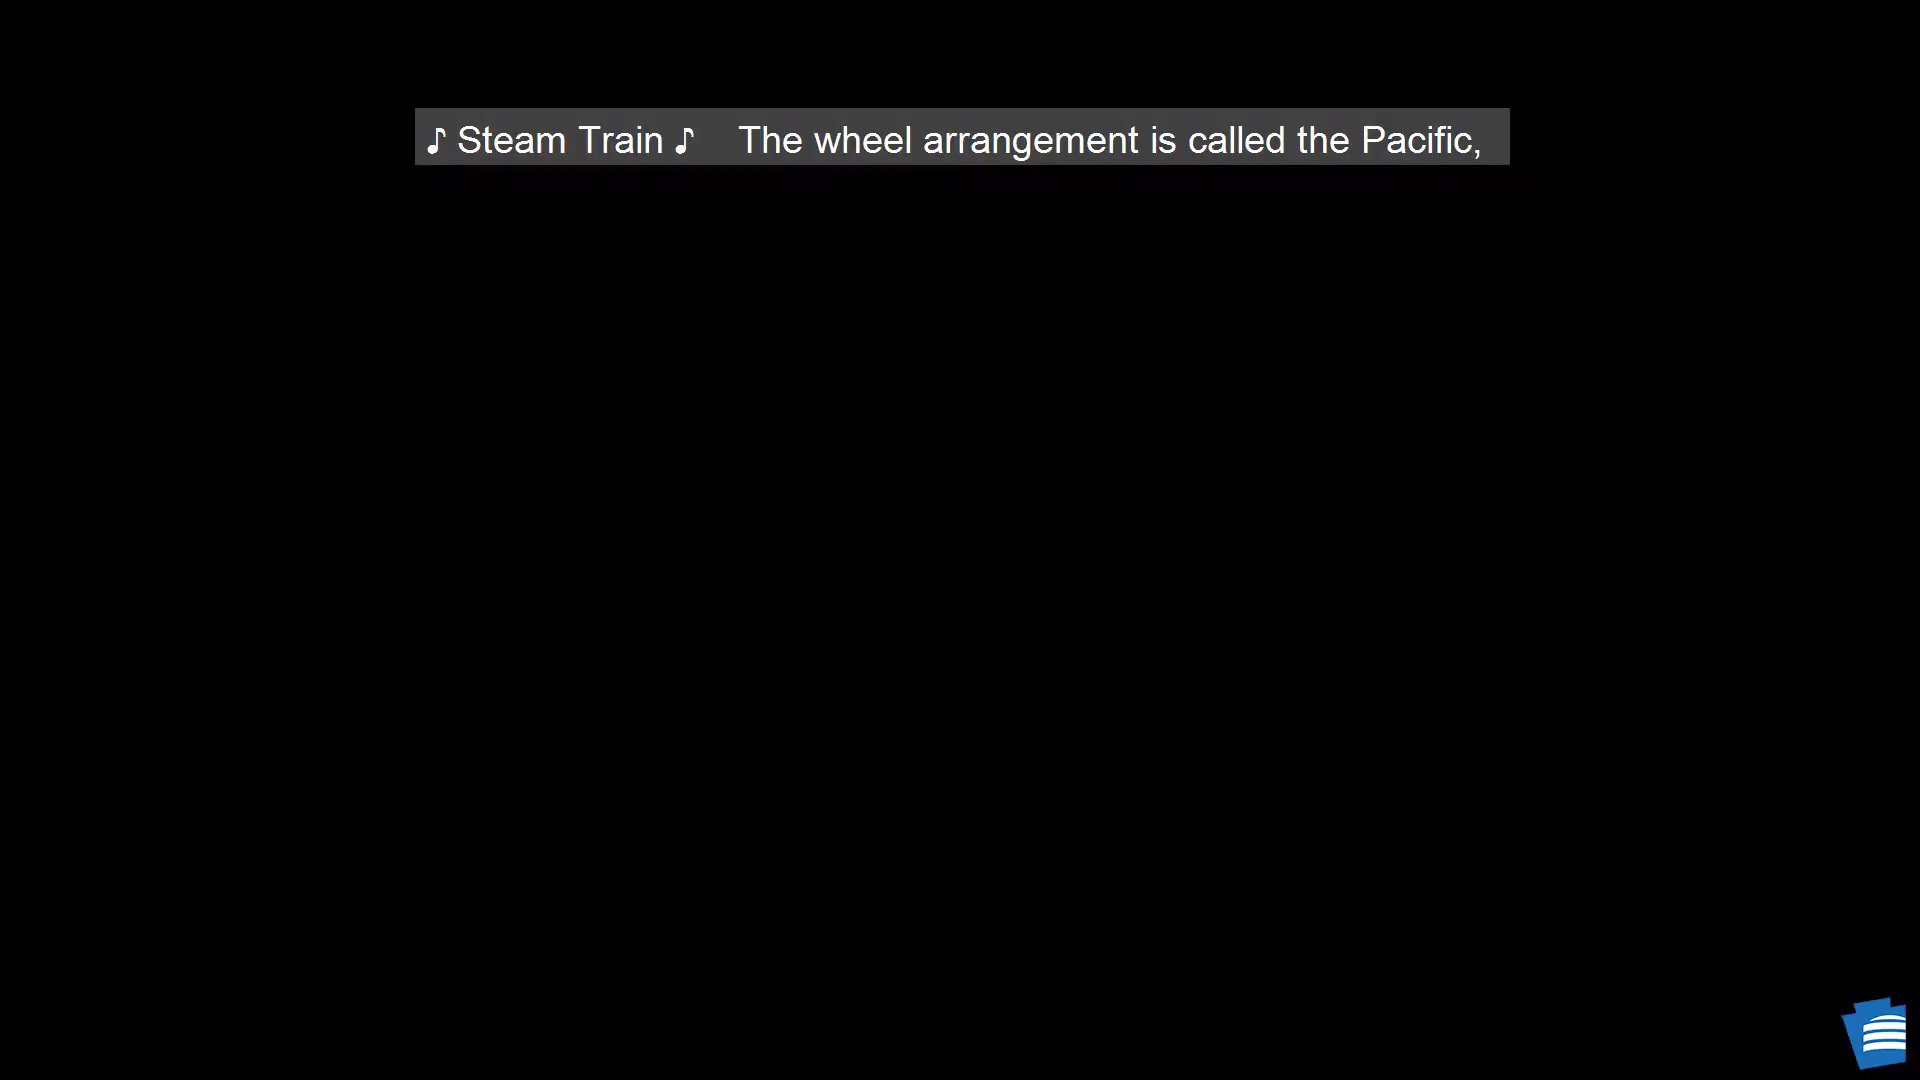 ♪ Steam Train ♪    The wheel arrangement is called the Pacific,